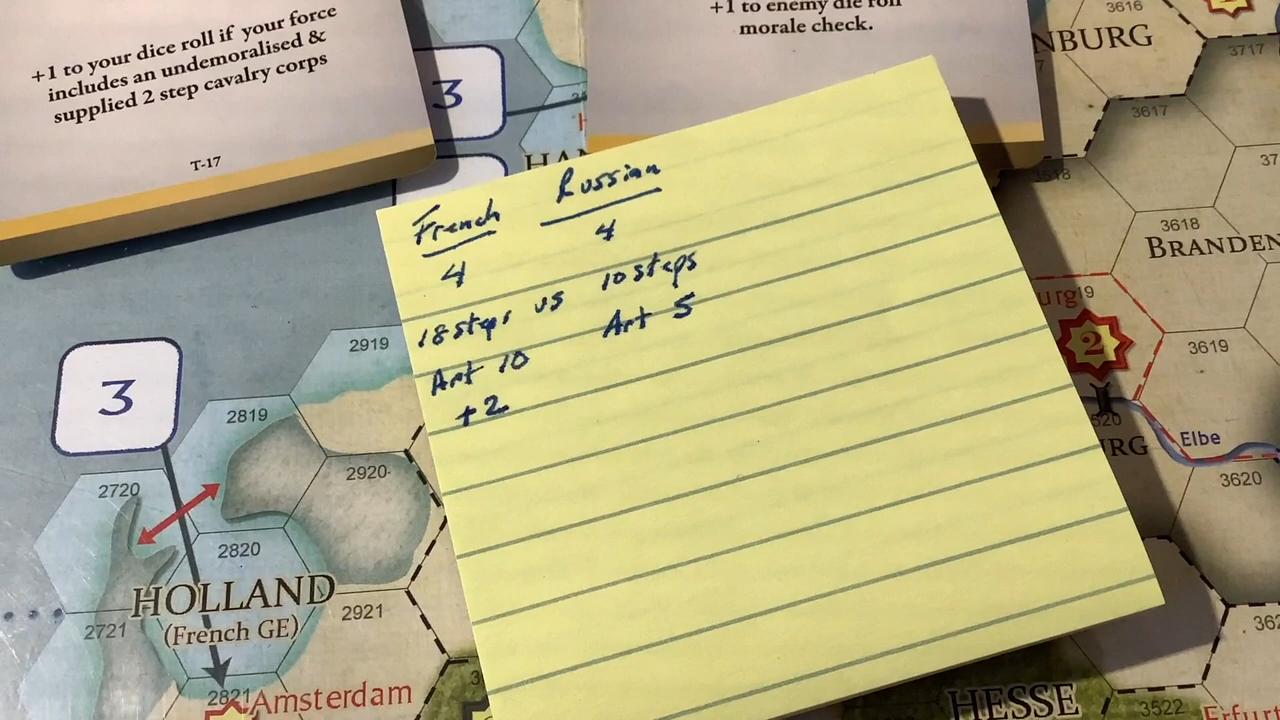 +1 to your dice roll if your force
includes an undemoralised &
supplied 2 step cavalry corps
T-17
+1 to enemy die roll
morale check.
3
French Russian
4 4
18 steps vs 10 steps
Art 10 Art 5
+2
3
2919
2819
2920
2720
2820
HOLLAND
(French GE)
2721
2921
2821
Amsterdam
3616
NBURG
3717
3617
3618
BRANDEN
2
3619
Elbe
RG
3620
HESSE
3522
Erfurt